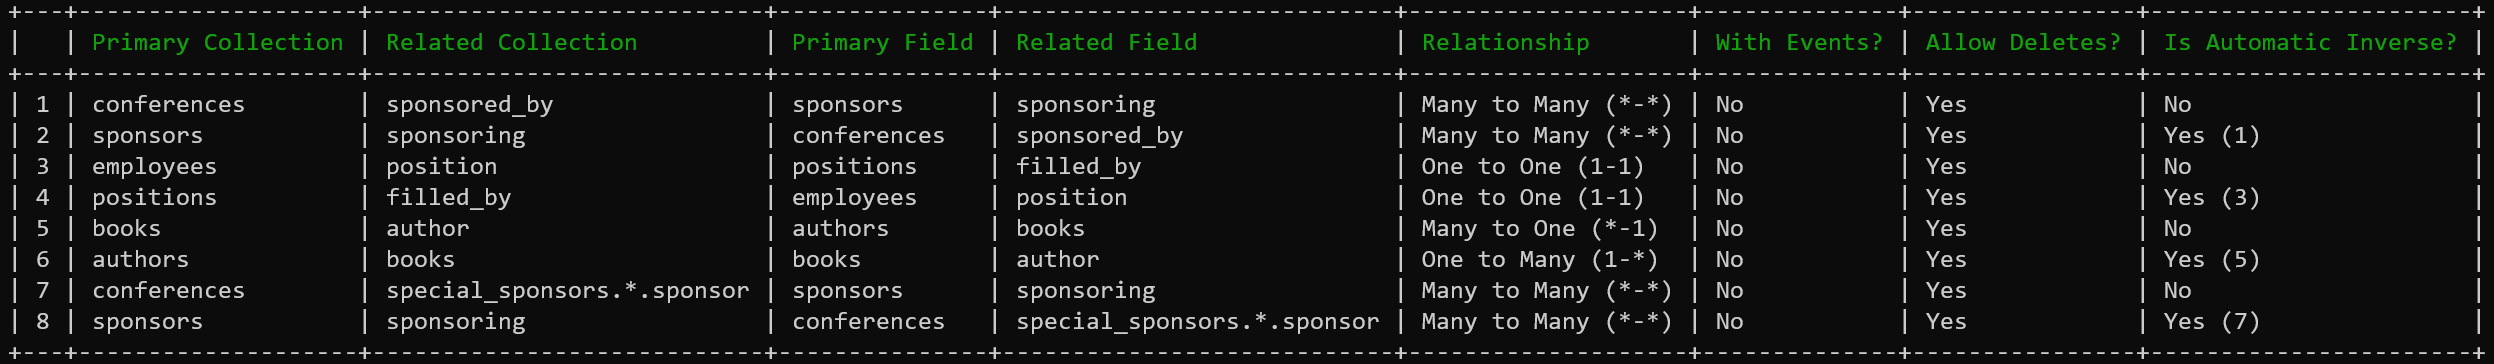 +----+--------------------+----------------------------+---------------+----------------------------+--------------------+--------------+----------------+-----------------------+
|    | Primary Collection | Related Collection         | Primary Field | Related Field              | Relationship       | With Events? | Allow Deletes? | Is Automatic Inverse? |
+----+--------------------+----------------------------+---------------+----------------------------+--------------------+--------------+----------------+-----------------------+
| 1  | conferences        | sponsored_by               | sponsors      | sponsoring                 | Many to Many (*-*) | No           | Yes            | No                    |
| 2  | sponsors           | sponsoring                 | conferences   | sponsored_by               | Many to Many (*-*) | No           | Yes            | Yes (1)               |
| 3  | employees          | position                   | positions     | filled_by                  | One to One (1-1)   | No           | Yes            | No                    |
| 4  | positions          | filled_by                  | employees     | position                   | One to One (1-1)   | No           | Yes            | Yes (3)               |
| 5  | books              | author                     | authors       | books                      | Many to One (*-1)  | No           | Yes            | No                    |
| 6  | authors            | books                      | books         | author                     | One to Many (1-*)  | No           | Yes            | Yes (5)               |
| 7  | conferences        | special_sponsors.*.sponsor | sponsors      | sponsoring                 | Many to Many (*-*) | No           | Yes            | No                    |
| 8  | sponsors           | sponsoring                 | conferences   | special_sponsors.*.sponsor | Many to Many (*-*) | No           | Yes            | Yes (7)               |
+----+--------------------+----------------------------+---------------+----------------------------+--------------------+--------------+----------------+-----------------------+